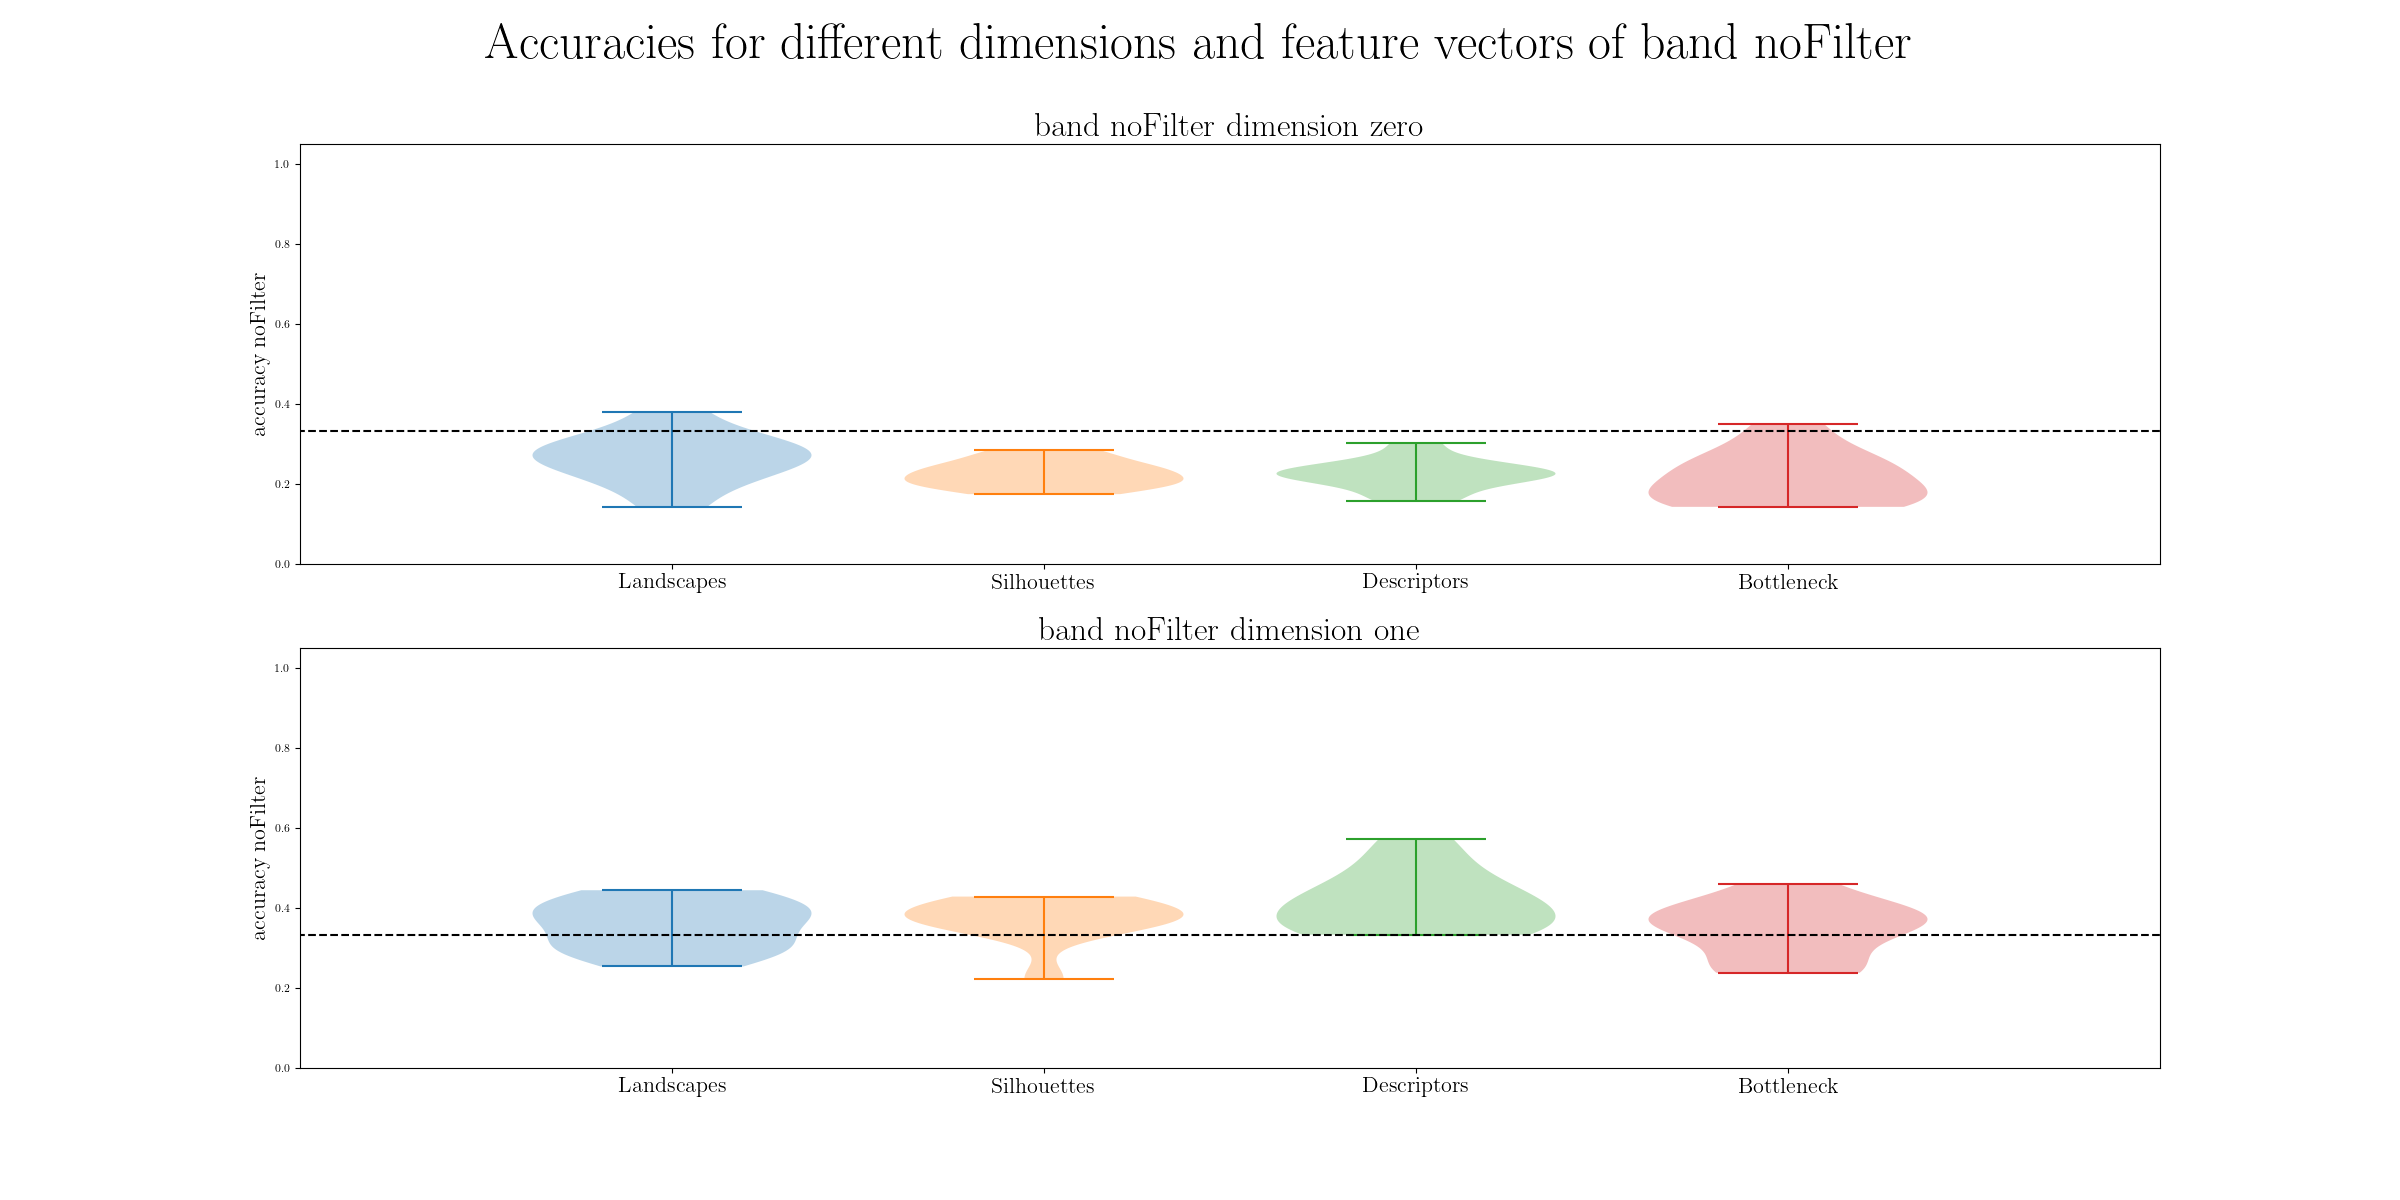 Accuracies for different dimensions and feature vectors of band noFilter
band noFilter dimension zero
accuracy noFilter
1.0
0.8
0.6
0.4
0.2
0.0
Landscapes Silhouettes Descriptors Bottleneck
band noFilter dimension one
accuracy noFilter
1.0
0.8
0.6
0.4
0.2
0.0
Landscapes Silhouettes Descriptors Bottleneck